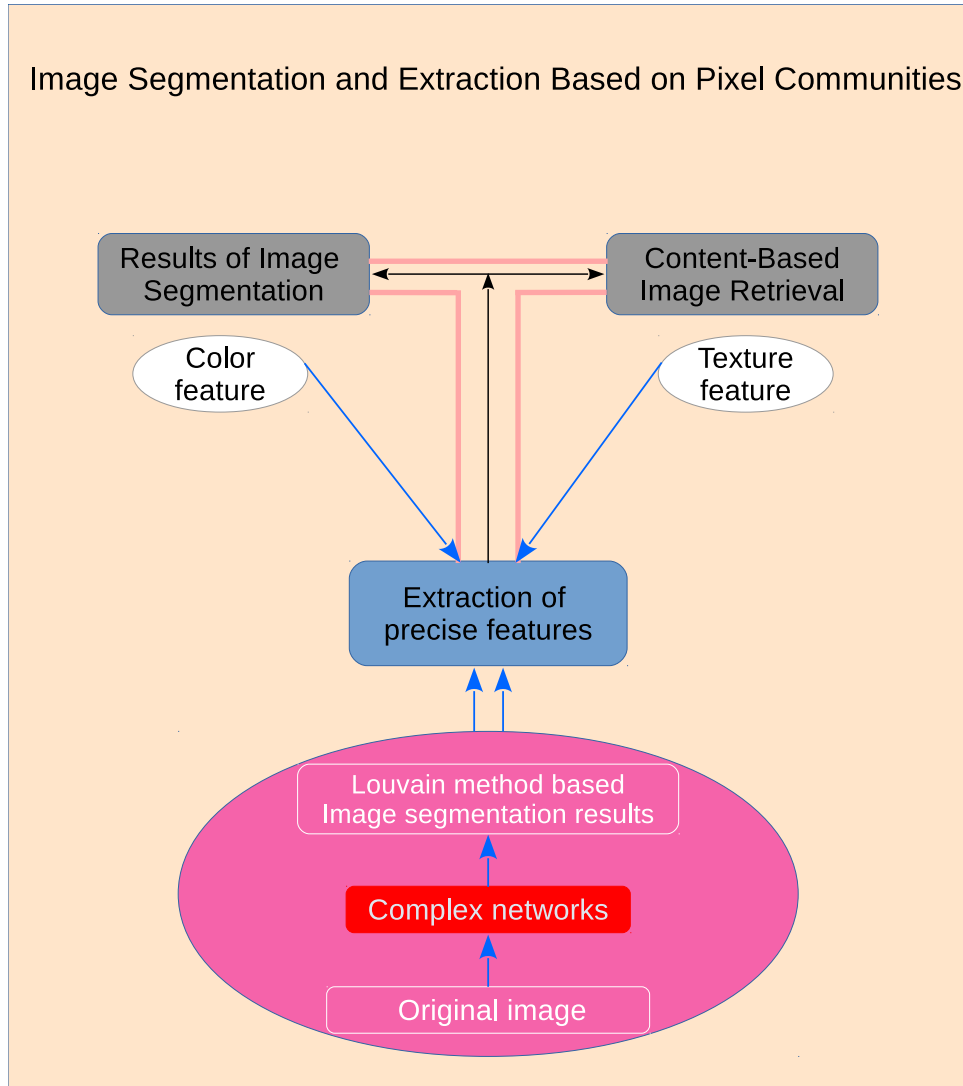 Image Segmentation and Extraction Based on Pixel Communities
Results of Image
Segmentation
Content-Based
Image Retrieval
Color
feature
Texture
feature
Extraction of
precise features
Louvain method based
Image segmentation results
Complex networks
Original image